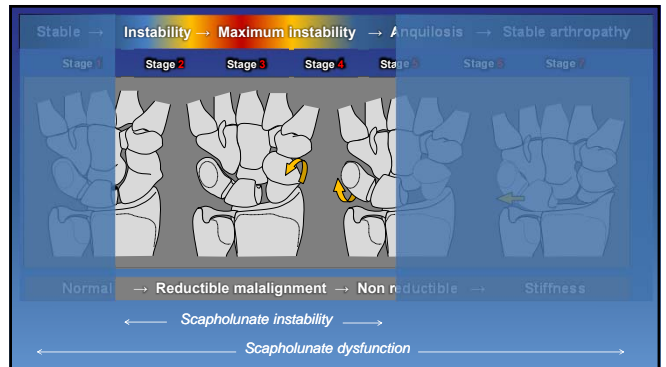 Stable → Instability → Maximum instability → Anquilosis → Stable arthropathy
Stage 1 Stage 2 Stage 3 Stage 4 Stage 5 Stage 6 Stage 7
Normal → Reductible malalignment → Non reductible → Stiffness
Scapholunate instability
Scapholunate dysfunction